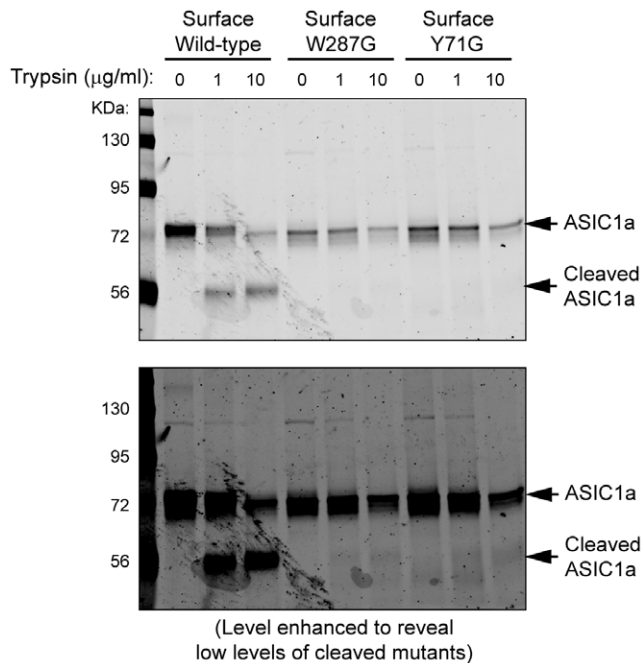 Surface Surface Surface
Wild-type W287G Y71G
Trypsin (μg/ml): 0 1 10 0 1 10 0 1 10
KDa:
130
95
72
56
ASIC1a
Cleaved
ASIC1a
130
95
72
56
ASIC1a
Cleaved
ASIC1a
(Level enhanced to reveal
low levels of cleaved mutants)